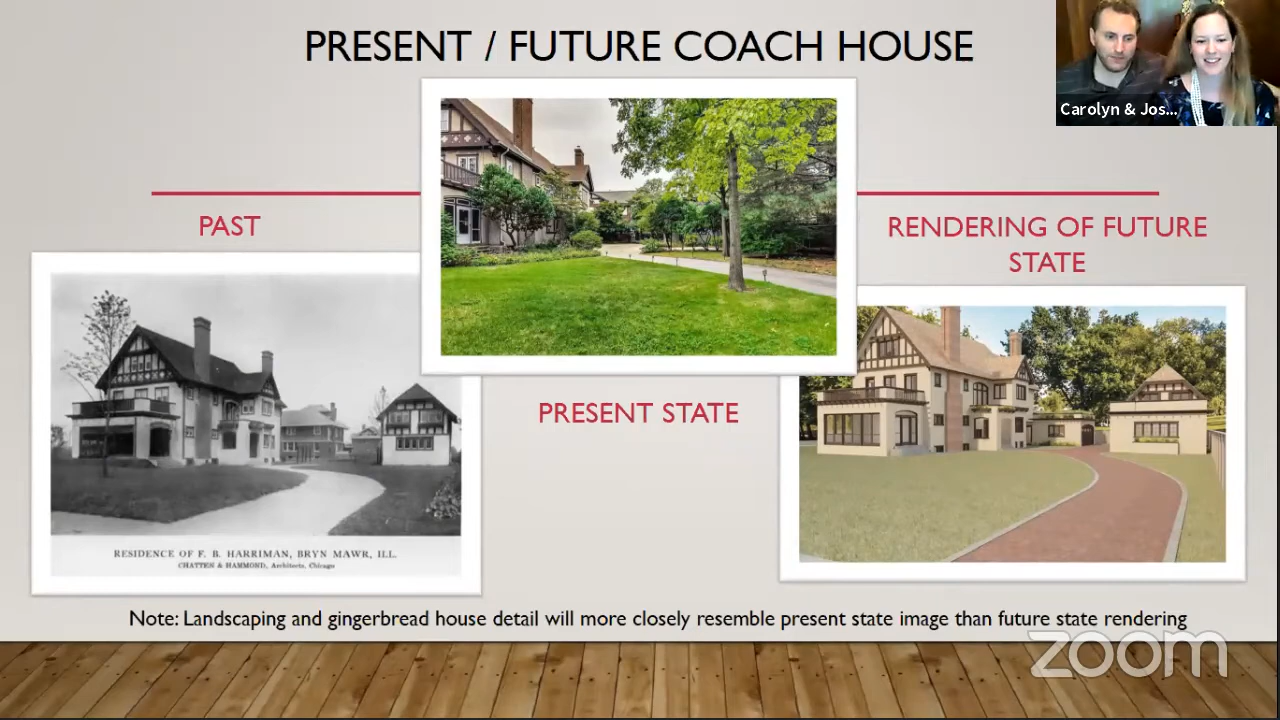 PRESENT / FUTURE COACH HOUSE
Carolyn & Jos...
PAST
RENDERING OF FUTURE
STATE
PRESENT STATE
RESIDENCE OF F. B. HARRIMAN, BRYN MAWR, ILL.
CHATTEN & HAMMOND, Architects, Chicago
Note: Landscaping and gingerbread house detail will more closely resemble present state image than future state rendering
zoom